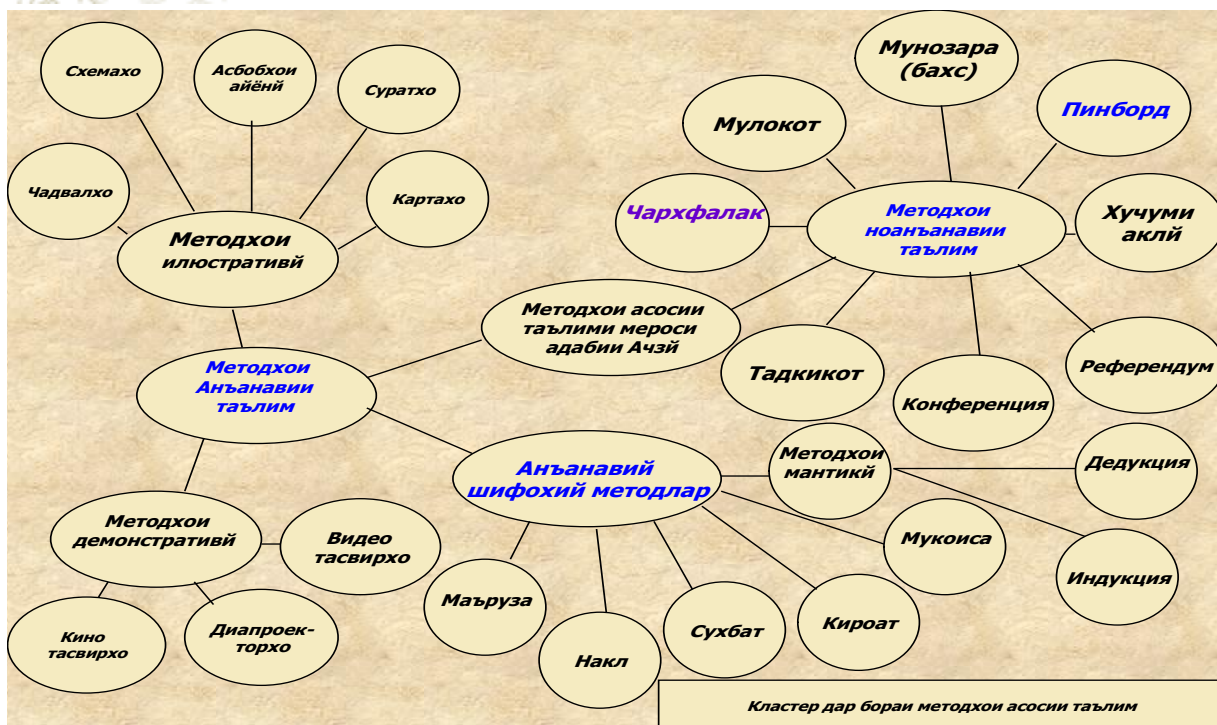 Схемахо
Асбобхои
айёнй
Суратхо
Чадвалхо
Картахо
Методхои
илюстративй
Мунозара
(бахс)
Пинборд
Мулокот
Чархфалак
Методхои
ноанъанавии
таълим
Хучуми
аклй
Методхои асосии
таълими мероси
адабии Ачзй
Методхои
Анъанавии
таълим
Тадкикот
Конференция
Референдум
Анъанавий
шифохий методлар
Методхои
мантикй
Дедукция
Методхои
демонстративй
Видео
тасвирхо
Мукоиса
Индукция
Кино
тасвирхо
Диапроек-
торхо
Маъруза
Накл
Сухбат
Кироат
Кластер дар бораи методхои асосии таълим